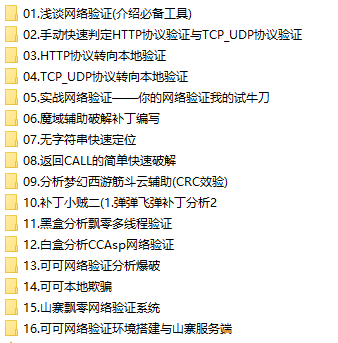 01.浅谈网络验证(介绍必备工具)
02.手动快速判定HTTP协议验证与TCP_UDP协议验证
03.HTTP协议转向本地验证
04.TCP_UDP协议转向本地验证
05.实战网络验证——你的网络验证我的试牛刀
06.魔域辅助破解补丁编写
07.无字符串快速定位
08.返回CALL的简单快速破解
09.分析梦幻西游筋斗云辅助(CRC效验)
10.补丁小贼二(1.弹弹飞弹补丁分析2
11.黑盒分析飘零多线程验证
12.白盒分析CCAsp网络验证
13.可可网络验证分析爆破
14.可可本地欺骗
15.山寨飘零网络验证系统
16.可可网络验证环境搭建与山寨服务端